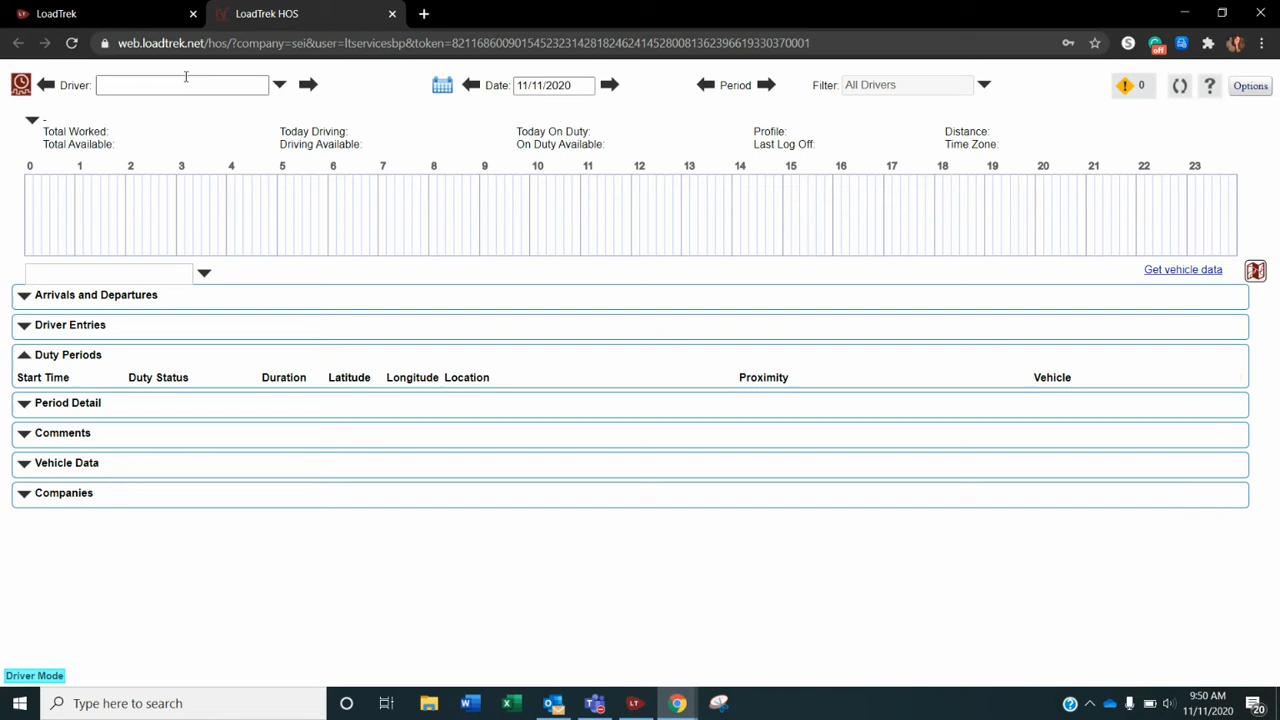 LoadTrek
LoadTrek HOS
web.loadtrek.net/hos/?company=sei&user=ltservicesbp&token=82116860090154523231428182462414528008136239661933037​0001
Driver:
Date: 11/11/2020
Period
Filter: All Drivers
0
?
Options
-
Total Worked:
Total Available:
Today Driving:
Driving Available:
Today On Duty:
On Duty Available:
Profile:
Last Log Off:
Distance:
Time Zone:
0 1 2 3 4 5 6 7 8 9 10 11 12 13 14 15 16 17 18 19 20 21 22 23
Get vehicle data
Arrivals and Departures
Driver Entries
Duty Periods
Start Time Duty Status Duration Latitude Longitude Location Proximity Vehicle
Period Detail
Comments
Vehicle Data
Companies
Driver Mode
Type here to search
9:50 AM
11/11/2020
20